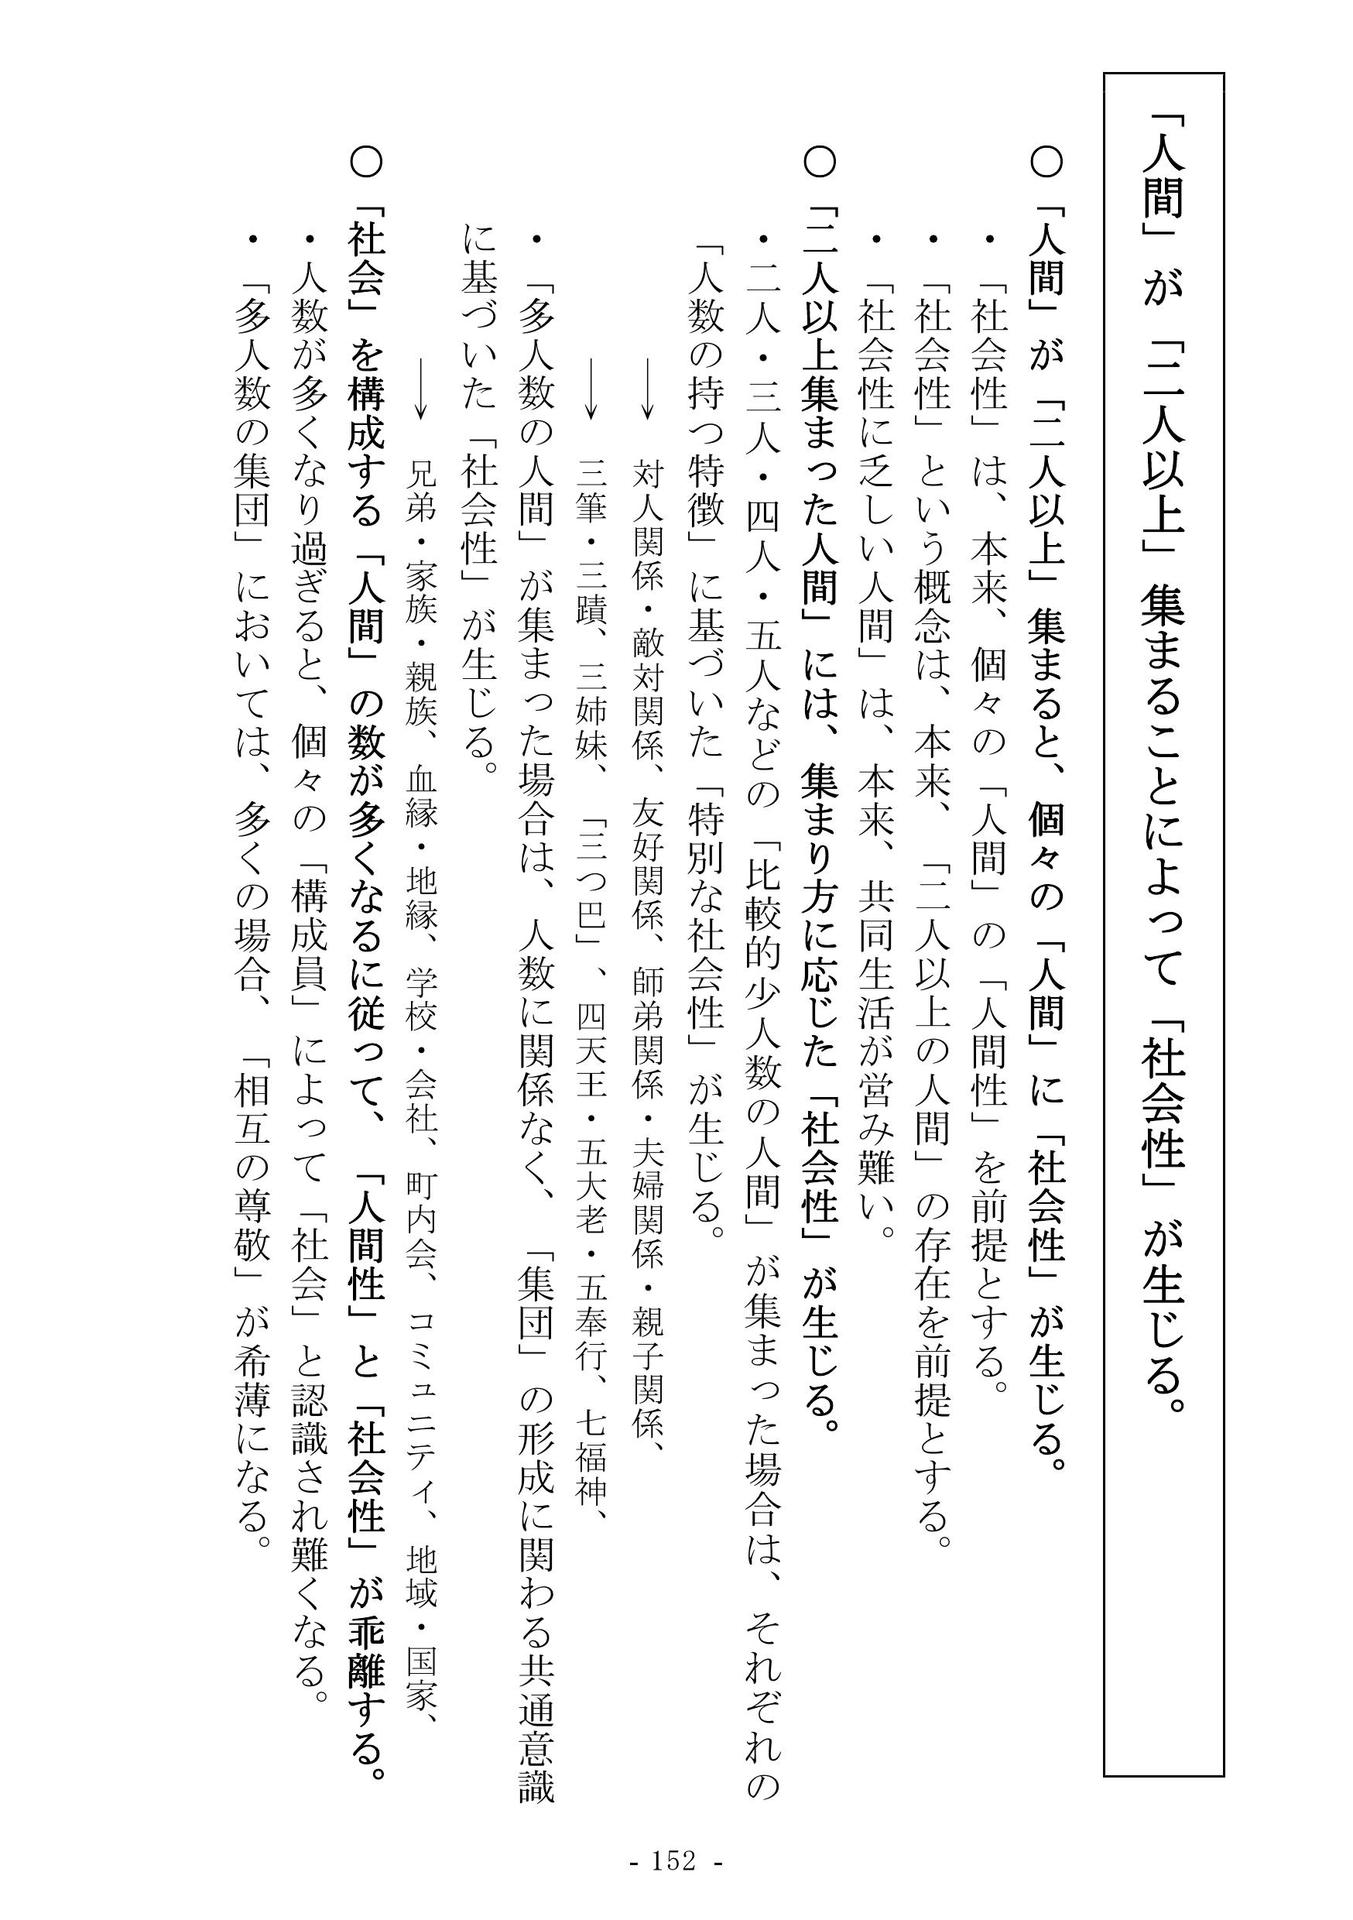 「人間」が「二人以上」集まることによって「社会性」が生じる。
○「人間」が「二人以上」集まると、個々の「人間」に「社会性」が生じる。
・「社会性」は、本来、個々の「人間」の「人間性」を前提とする。
・「社会性」という概念は、本来、「二人以上の人間」の存在を前提とする。
・「社会性に乏しい人間」は、本来、共同生活が営み難い。
○「二人以上集まった人間」には、集まり方に応じた「社会性」が生じる。
・二人・三人・四人・五人などの「比較的少人数の人間」が集まった場合は、それぞれの
「人数の持つ特徴」に基づいた「特別な社会性」が生じる。
→ 対人関係・敵対関係、友好関係、師弟関係・夫婦関係・親子関係、
→ 三筆・三蹟、三姉妹、「三つ巴」、四天王・五大老・五奉行、七福神、
・「多人数の人間」が集まった場合は、人数に関係なく、「集団」の形成に関わる共通意識
に基づいた「社会性」が生じる。
→ 兄弟・家族・親族、血縁・地縁、学校・会社、町内会、コミュニティ、地域・国家、
○「社会」を構成する「人間」の数が多くなるに従って、「人間性」と「社会性」が乖離する。
・人数が多くなり過ぎると、個々の「構成員」によって「社会」と認識され難くなる。
・「多人数の集団」においては、多くの場合、「相互の尊敬」が希薄になる。
- 152 -